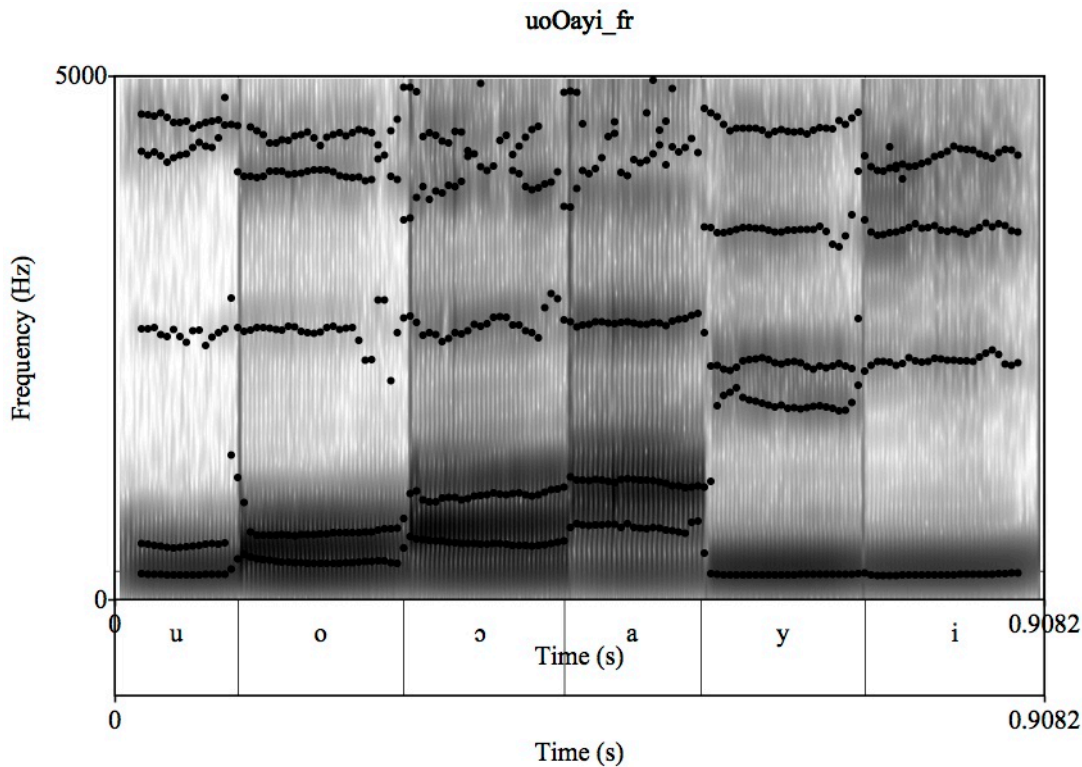 uoOayi_fr
5000
Frequency (Hz)
0
0 0.9082
u o ɔ a y i
Time (s)
0 0.9082
Time (s)